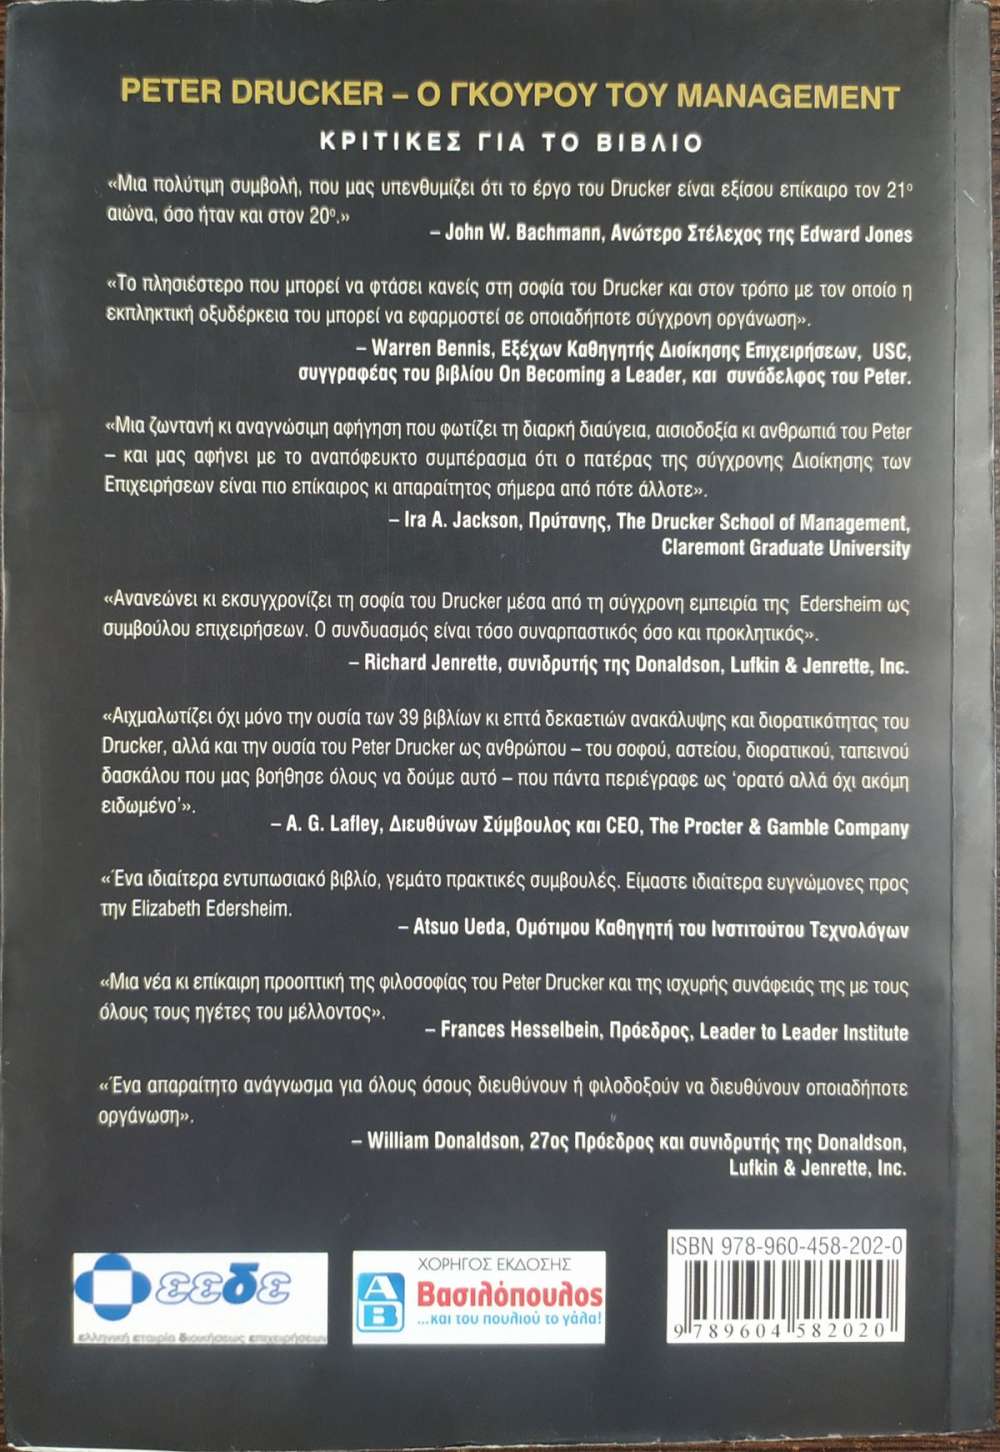 PETER DRUCKER – Ο ΓΚΟΥΡΟΥ ΤΟΥ MANAGEMENT
ΚΡΙΤΙΚΕΣ ΓΙΑ ΤΟ ΒΙΒΛΙΟ
«Μια πολύτιμη συμβολή, που μας υπενθυμίζει ότι το έργο του Drucker είναι εξίσου επίκαιρο τον 21º
αιώνα, όσο ήταν και στον 20º.»
– John W. Bachmann, Ανώτερο Στέλεχος της Edward Jones
«Το πλησιέστερο που μπορεί να φτάσει κανείς στη σοφία του Drucker και στον τρόπο με τον οποίο η
εκπληκτική οξυδέρκεια του μπορεί να εφαρμοστεί σε οποιαδήποτε σύγχρονη οργάνωση».
– Warren Bennis, Εξέχων Καθηγητής Διοίκησης Επιχειρήσεων, USC,
συγγραφέας του βιβλίου On Becoming a Leader, και συνάδελφος του Peter.
«Μια ζωντανή κι αναγνώσιμη αφήγηση που φωτίζει τη διαρκή διαύγεια, αισιοδοξία κι ανθρωπιά του Peter
– και μας αφήνει με το αναπόφευκτο συμπέρασμα ότι ο πατέρας της σύγχρονης Διοίκησης των
Επιχειρήσεων είναι πιο επίκαιρος κι απαραίτητος σήμερα από πότε άλλοτε».
– Ira A. Jackson, Πρύτανης, The Drucker School of Management,
Claremont Graduate University
«Ανανεώνει κι εκσυγχρονίζει τη σοφία του Drucker μέσα από τη σύγχρονη εμπειρία της Edersheim ως
συμβούλου επιχειρήσεων. Ο συνδυασμός είναι τόσο συναρπαστικός όσο και προκλητικός».
– Richard Jenrette, συνιδρυτής της Donaldson, Lufkin & Jenrette, Inc.
«Αιχμαλωτίζει όχι μόνο την ουσία των 39 βιβλίων κι επτά δεκαετιών ανακάλυψης και διορατικότητας του
Drucker, αλλά και την ουσία του Peter Drucker ως ανθρώπου – του σοφού, αστείου, διορατικού, ταπεινού
δασκάλου που μας βοήθησε όλους να δούμε αυτό – που πάντα περιέγραφε ως ‘ορατό αλλά όχι ακόμη
ειδωμένο’».
– A. G. Lafley, Διευθύνων Σύμβουλος και CEO, The Procter & Gamble Company
«Ένα ιδιαίτερα εντυπωσιακό βιβλίο, γεμάτο πρακτικές συμβουλές. Είμαστε ιδιαίτερα ευγνώμονες προς
την Elizabeth Edersheim.
– Atsuo Ueda, Ομότιμου Καθηγητή του Ινστιτούτου Τεχνολόγων
«Μια νέα κι επίκαιρη προοπτική της φιλοσοφίας του Peter Drucker και της ισχυρής συνάφειάς της με τους
όλους τους ηγέτες του μέλλοντος».
– Frances Hesselbein, Πρόεδρος, Leader to Leader Institute
«Ένα απαραίτητο ανάγνωσμα για όλους όσους διευθύνουν ή φιλοδοξούν να διευθύνουν οποιαδήποτε
οργάνωση».
– William Donaldson, 27ος Πρόεδρος και συνιδρυτής της Donaldson,
Lufkin & Jenrette, Inc.
εεδε
ελληνική εταιρία διοικήσεως επιχειρήσεων
ΧΟΡΗΓΟΣ ΕΚΔΟΣΗΣ
ΑΒ Βασιλόπουλος
...και του πουλιού το γάλα!
ISBN 978-960-458-202-0
9 789604 582020